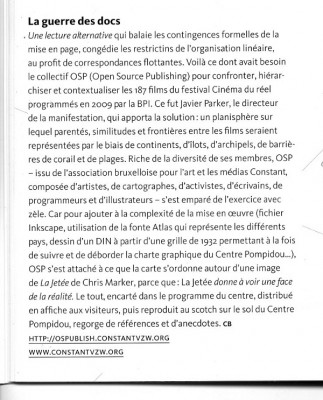 La guerre des docs
Une lecture alternative qui balaie les contingences formelles de la
mise en page, congédie les restrictins de l'organisation linéaire,
au profit de correspondances flottantes. Voilà ce dont avait besoin
le collectif OSP (Open Source Publishing) pour confronter, hiérar-
chiser et contextualiser les 187 films du festival Cinéma du réel
programmés en 2009 par la BPI. Ce fut Javier Parker, le directeur
de la manifestation, qui apporta la solution : un planisphère sur
lequel parentés, similitudes et frontières entre les films seraient
représentées par le biais de continents, d'îlots, d'archipels, de barriè-
res de corail et de plages. Riche de la diversité de ses membres, OSP
– issu de l'association bruxelloise pour l'art et les médias Constant,
composée d'artistes, de cartographes, d'activistes, d'écrivains, de
programmeurs et d'illustrateurs – s'est emparé de l'exercice avec
zèle. Car pour ajouter à la complexité de la mise en œuvre (fichier
Inkscape, utilisation de la fonte Atlas qui représente les différents
pays, dessin d'un DIN à partir d'une grille de 1932 permettant à la fois
de suivre et de déborder la charte graphique du Centre Pompidou...),
OSP s'est attaché à ce que la carte s'ordonne autour d'une image
de La Jetée de Chris Marker, parce que : La Jetée donne à voir une face
de la réalité. Le tout, encarté dans le programme du centre, distribué
en affiche aux visiteurs, puis reproduit au scotch sur le sol du Centre
Pompidou, regorge de références et d'anecdotes. CB
HTTP://OSPUBLISH.CONSTANTVZW.ORG
WWW.CONSTANTVZW.ORG